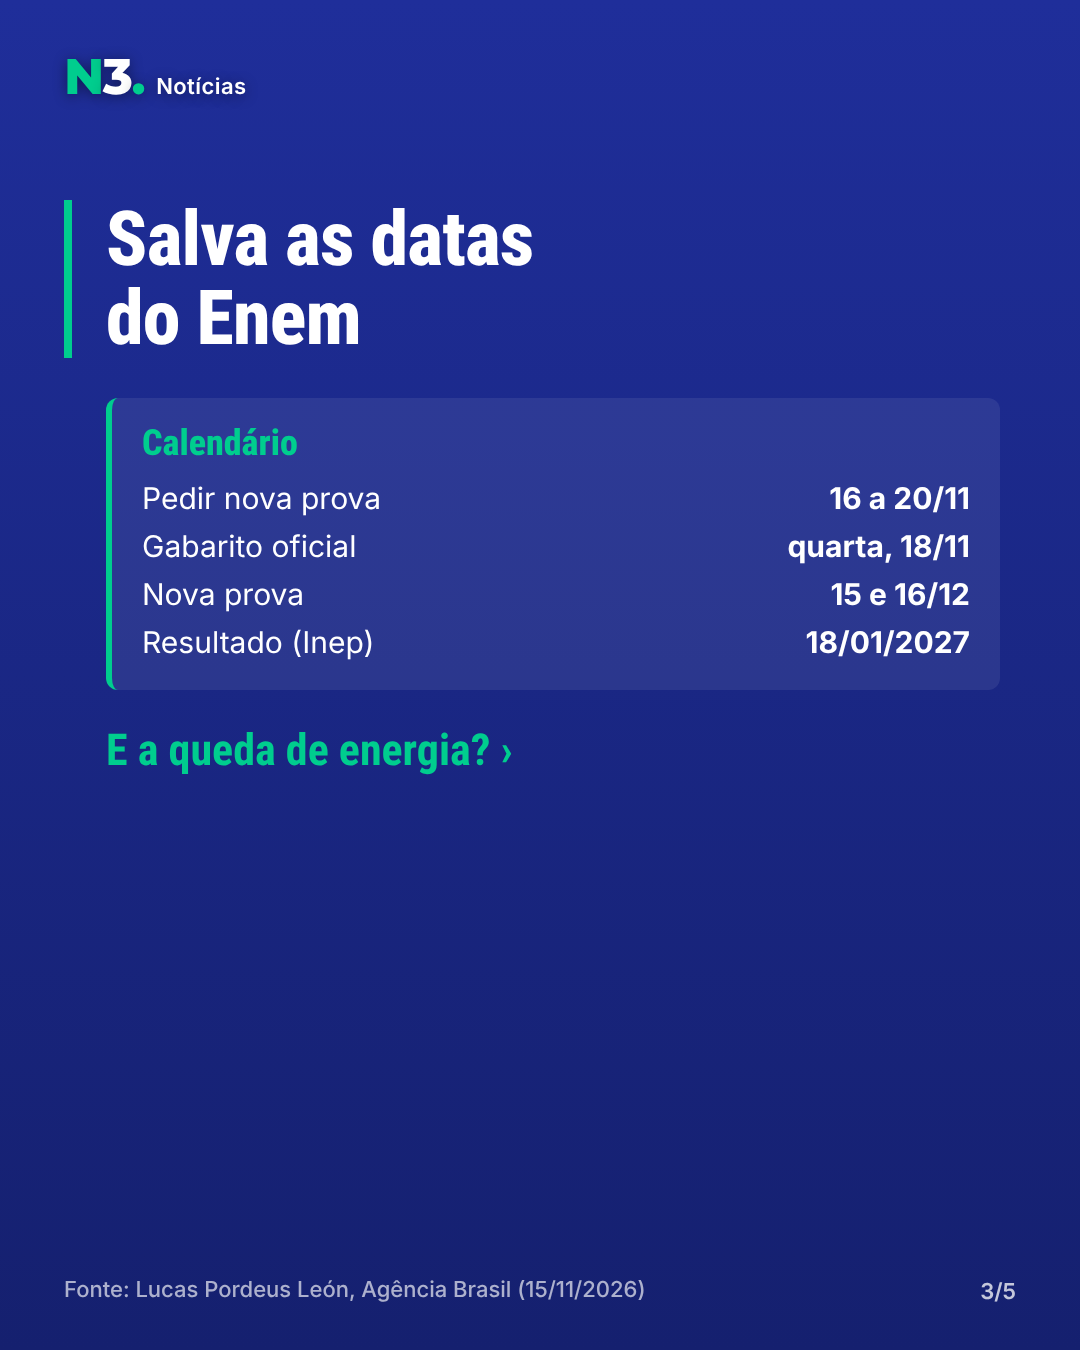 N3. Notícias
Salva as datas
do Enem
Calendário
Pedir nova prova 16 a 20/11
Gabarito oficial quarta, 18/11
Nova prova 15 e 16/12
Resultado (Inep) 18/01/2027
E a queda de energia? ›
Fonte: Lucas Pordeus León, Agência Brasil (15/11/2026) 3/5